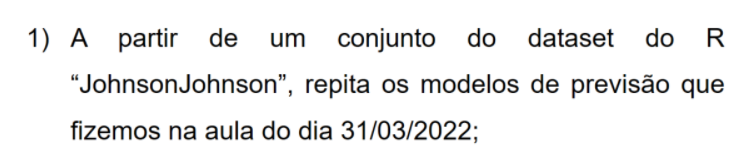 1) A partir de um conjunto do dataset do R
“JohnsonJohnson”, repita os modelos de previsão que
fizemos na aula do dia 31/03/2022;